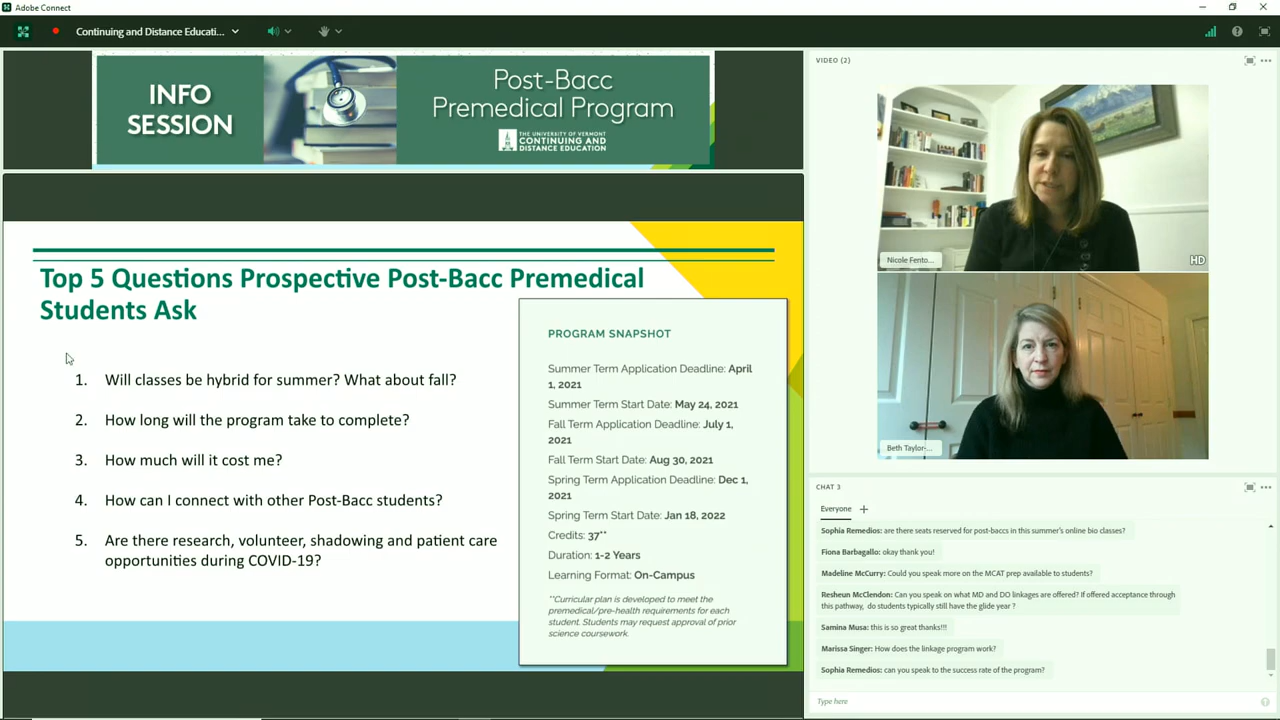 Adobe Connect
Continuing and Distance Educati...
INFO
SESSION
Post-Bacc
Premedical Program
THE UNIVERSITY OF VERMONT
CONTINUING AND
DISTANCE EDUCATION
Top 5 Questions Prospective Post-Bacc Premedical
Students Ask
1. Will classes be hybrid for summer? What about fall?
2. How long will the program take to complete?
3. How much will it cost me?
4. How can I connect with other Post-Bacc students?
5. Are there research, volunteer, shadowing and patient care
opportunities during COVID-19?
PROGRAM SNAPSHOT
Summer Term Application Deadline: April
1, 2021
Summer Term Start Date: May 24, 2021
Fall Term Application Deadline: July 1,
2021
Fall Term Start Date: Aug 30, 2021
Spring Term Application Deadline: Dec 1,
2021
Spring Term Start Date: Jan 18, 2022
Credits: 37**
Duration: 1-2 Years
Learning Format: On-Campus
**Curricular plan is developed to meet the
premedical/pre-health requirements for each
student. Students may request approval of prior
science coursework.
VIDEO (2)
Nicole Fento...
HD
Beth Taylor-...
CHAT 3
Everyone
Sophia Remedios: are there seats reserved for post-baccs in this summer's online bio classes?
Fiona Barbagallo: okay thank you!
Madeline McCurry: Could you speak more on the MCAT prep available to students?
Resheun McClendon: Can you speak on what MD and DO linkages are offered? If offered acceptance through
this pathway, do students typically still have the glide year ?
Samina Musa: this is so great thanks!!!
Marissa Singer: How does the linkage program work?
Sophia Remedios: can you speak to the success rate of the program?
Type here